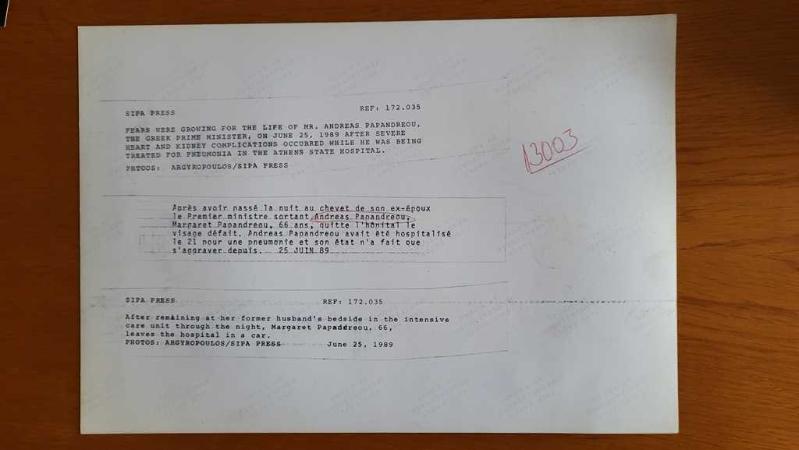 SIPA PRESS REF: 172.035
FEARS WERE GROWING FOR THE LIFE OF MR. ANDREAS PAPANDREOU,
THE GREEK PRIME MINISTER, ON JUNE 25, 1989 AFTER SEVERE
HEART AND KIDNEY COMPLICATIONS OCCURRED WHILE HE WAS BEING
TREATED FOR PNEUMONIA IN THE ATHENS STATE HOSPITAL.
PHTOOS: ARGYROPOULOS/SIPA PRESS
13003
Après avoir passé la nuit au chevet de son ex-époux
le Premier ministre sortant Andreas Papandreou,
Margaret Papandreou, 66 ans, quitte l'hôpital le
visage défait. Andreas Papandreou avait été hospitalisé
le 21 pour une pneumonie et son état n'a fait que
s'aggraver depuis. 25 JUIN 89
SIPA PRESS REF: 172.035
After remaining at her former husband's bedside in the intensive
care unit through the night, Margaret Papandreou, 66,
leaves the hospital in a car.
PHOTOS: ARGYROPOULOS/SIPA PRESS June 25, 1989